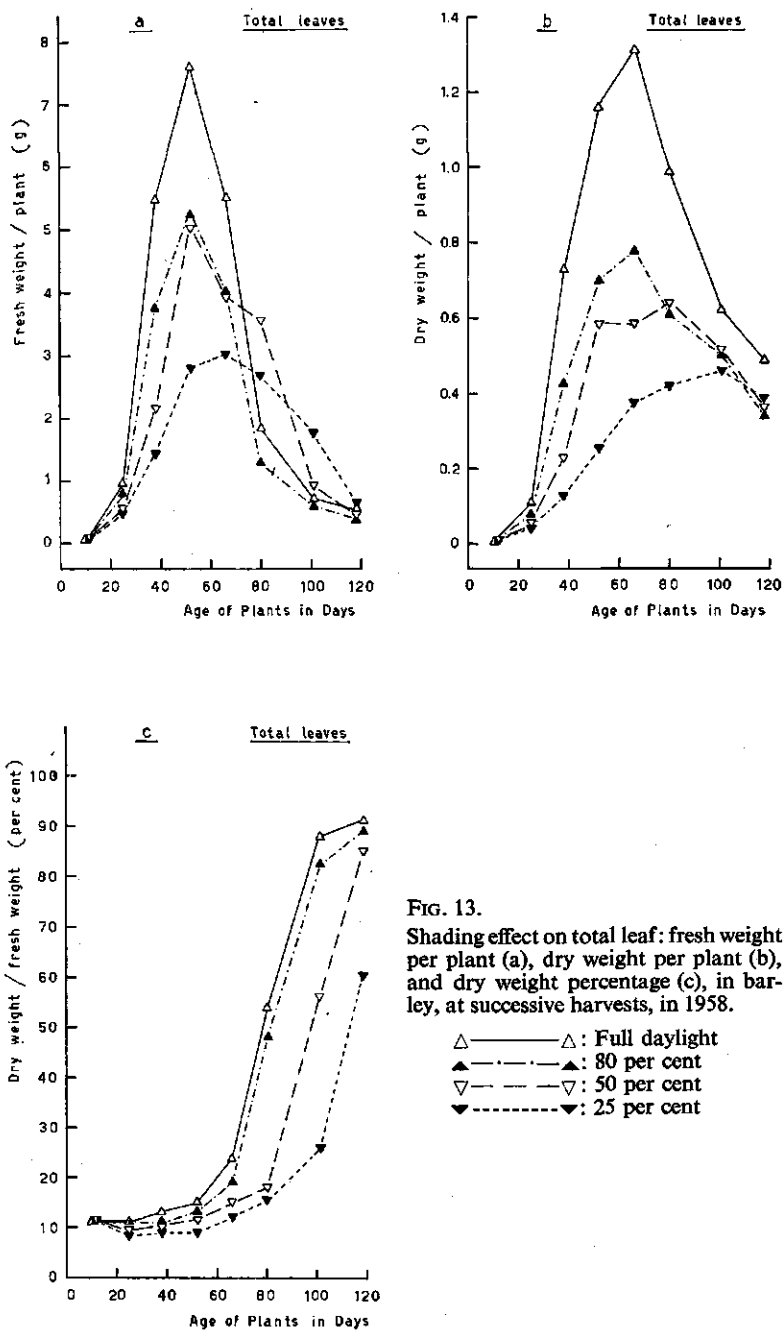 a
Total leaves
Fresh weight / plant (g)
8
7
6
5
4
3
2
1
0
0 20 40 60 80 100 120
Age of Plants in Days
b
Total leaves
Dry weight / plant (g)
1.4
1.2
1.0
0.8
0.6
0.4
0.2
0
0 20 40 60 80 100 120
Age of Plants in Days
c
Total leaves
Dry weight / fresh weight (per cent)
100
90
80
70
60
50
40
30
20
10
0
0 20 40 60 80 100 120
Age of Plants in Days
FIG. 13.
Shading effect on total leaf: fresh weight
per plant (a), dry weight per plant (b),
and dry weight percentage (c), in bar-
ley, at successive harvests, in 1958.
: Full daylight
: 80 per cent
: 50 per cent
: 25 per cent